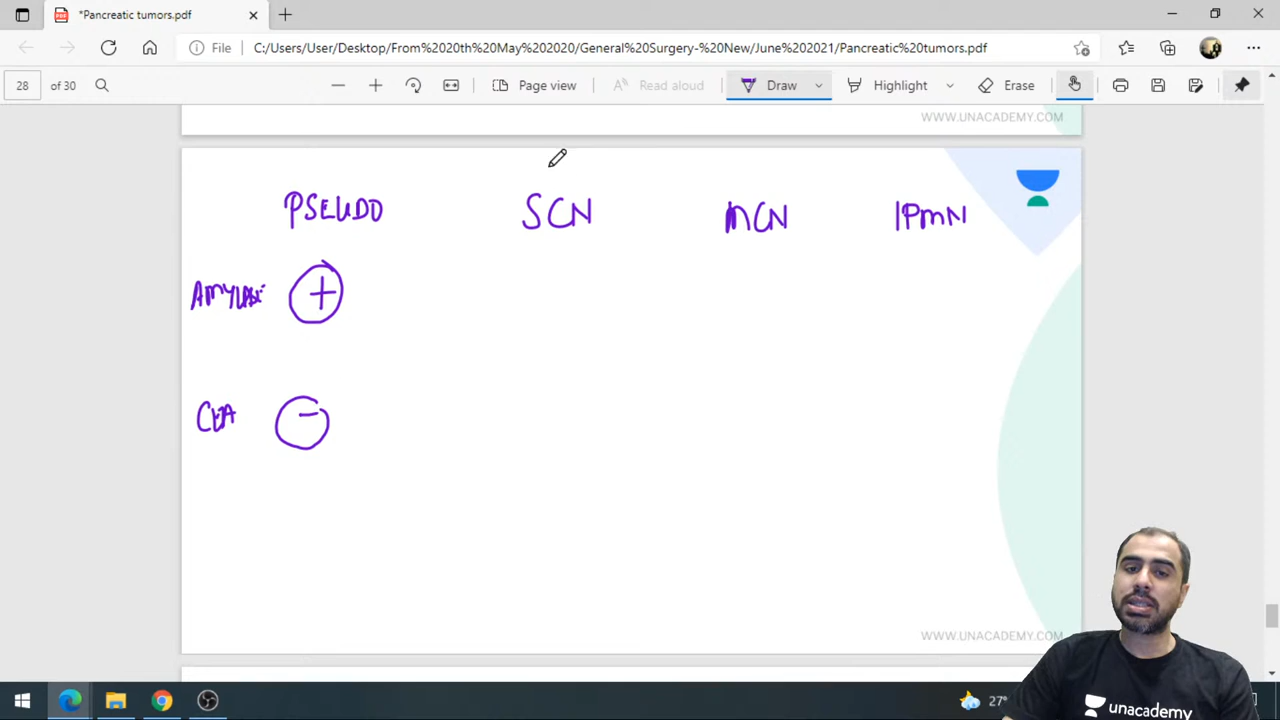 *Pancreatic tumors.pdf
File C:/Users/User/Desktop/From%2020th%20May%202020/General%20Surgery-%20New/June%202021/Pancreatic%20tumors.pdf
28 of 30 Page view Read aloud Draw Highlight Erase
WWW.UNACADEMY.COM
PSEUDO SCN MCN IPMN
AMYLASE +
CEA -
WWW.UNACADEMY.COM
unacademy
27°